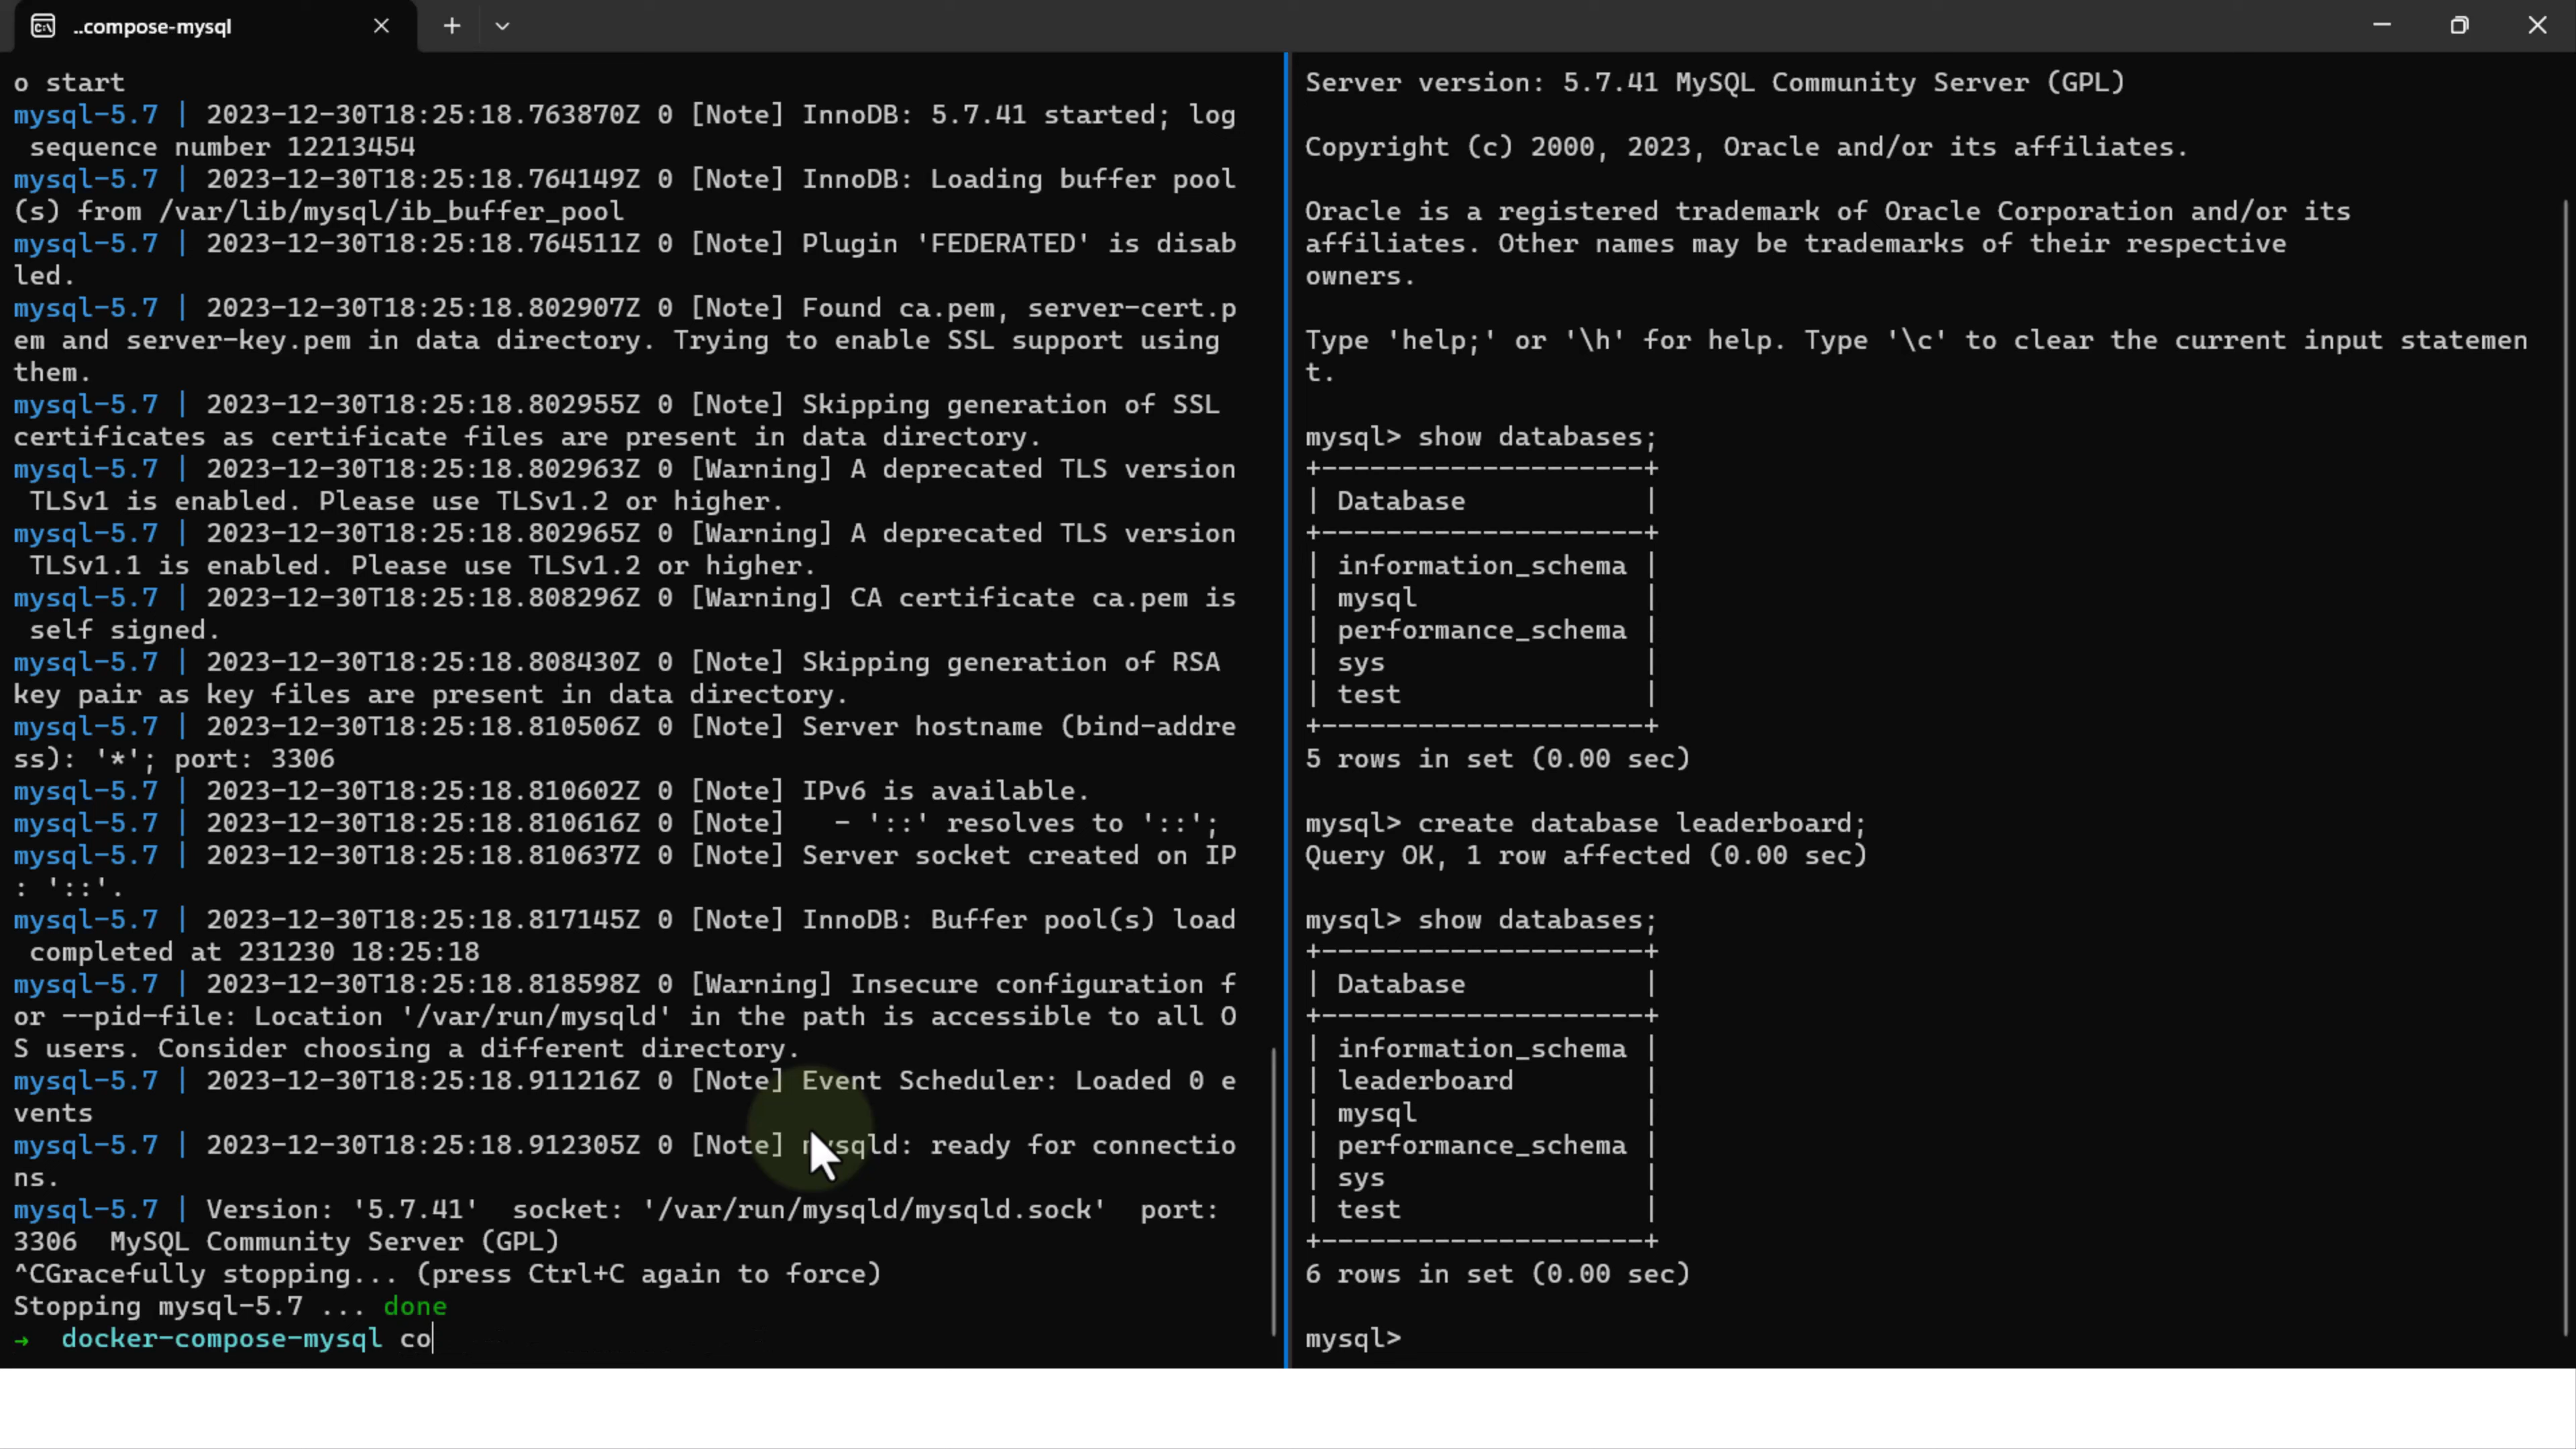 ..compose-mysql
o start
mysql-5.7 | 2023-12-30T18:25:18.763870Z 0 [Note] InnoDB: 5.7.41 started; log
 sequence number 12213454
mysql-5.7 | 2023-12-30T18:25:18.764149Z 0 [Note] InnoDB: Loading buffer pool
(s) from /var/lib/mysql/ib_buffer_pool
mysql-5.7 | 2023-12-30T18:25:18.764511Z 0 [Note] Plugin 'FEDERATED' is disab
led.
mysql-5.7 | 2023-12-30T18:25:18.802907Z 0 [Note] Found ca.pem, server-cert.p
em and server-key.pem in data directory. Trying to enable SSL support using
them.
mysql-5.7 | 2023-12-30T18:25:18.802955Z 0 [Note] Skipping generation of SSL
certificates as certificate files are present in data directory.
mysql-5.7 | 2023-12-30T18:25:18.802963Z 0 [Warning] A deprecated TLS version
 TLSv1 is enabled. Please use TLSv1.2 or higher.
mysql-5.7 | 2023-12-30T18:25:18.802965Z 0 [Warning] A deprecated TLS version
 TLSv1.1 is enabled. Please use TLSv1.2 or higher.
mysql-5.7 | 2023-12-30T18:25:18.808296Z 0 [Warning] CA certificate ca.pem is
 self signed.
mysql-5.7 | 2023-12-30T18:25:18.808430Z 0 [Note] Skipping generation of RSA
key pair as key files are present in data directory.
mysql-5.7 | 2023-12-30T18:25:18.810506Z 0 [Note] Server hostname (bind-addre
ss): '*'; port: 3306
mysql-5.7 | 2023-12-30T18:25:18.810602Z 0 [Note] IPv6 is available.
mysql-5.7 | 2023-12-30T18:25:18.810616Z 0 [Note]   - '::' resolves to '::';
mysql-5.7 | 2023-12-30T18:25:18.810637Z 0 [Note] Server socket created on IP
: '::'.
mysql-5.7 | 2023-12-30T18:25:18.817145Z 0 [Note] InnoDB: Buffer pool(s) load
 completed at 231230 18:25:18
mysql-5.7 | 2023-12-30T18:25:18.818598Z 0 [Warning] Insecure configuration f
or --pid-file: Location '/var/run/mysqld' in the path is accessible to all O
S users. Consider choosing a different directory.
mysql-5.7 | 2023-12-30T18:25:18.911216Z 0 [Note] Event Scheduler: Loaded 0 e
vents
mysql-5.7 | 2023-12-30T18:25:18.912305Z 0 [Note] mysqld: ready for connectio
ns.
mysql-5.7 | Version: '5.7.41'  socket: '/var/run/mysqld/mysqld.sock'  port:
3306  MySQL Community Server (GPL)
^CGracefully stopping... (press Ctrl+C again to force)
Stopping mysql-5.7 ... done
→  docker-compose-mysql co
Server version: 5.7.41 MySQL Community Server (GPL)
Copyright (c) 2000, 2023, Oracle and/or its affiliates.
Oracle is a registered trademark of Oracle Corporation and/or its
affiliates. Other names may be trademarks of their respective
owners.
Type 'help;' or '\h' for help. Type '\c' to clear the current input statemen
t.
mysql> show databases;
+--------------------+
| Database           |
+--------------------+
| information_schema |
| mysql              |
| performance_schema |
| sys                |
| test               |
+--------------------+
5 rows in set (0.00 sec)
mysql> create database leaderboard;
Query OK, 1 row affected (0.00 sec)
mysql> show databases;
+--------------------+
| Database           |
+--------------------+
| information_schema |
| leaderboard        |
| mysql              |
| performance_schema |
| sys                |
| test               |
+--------------------+
6 rows in set (0.00 sec)
mysql>